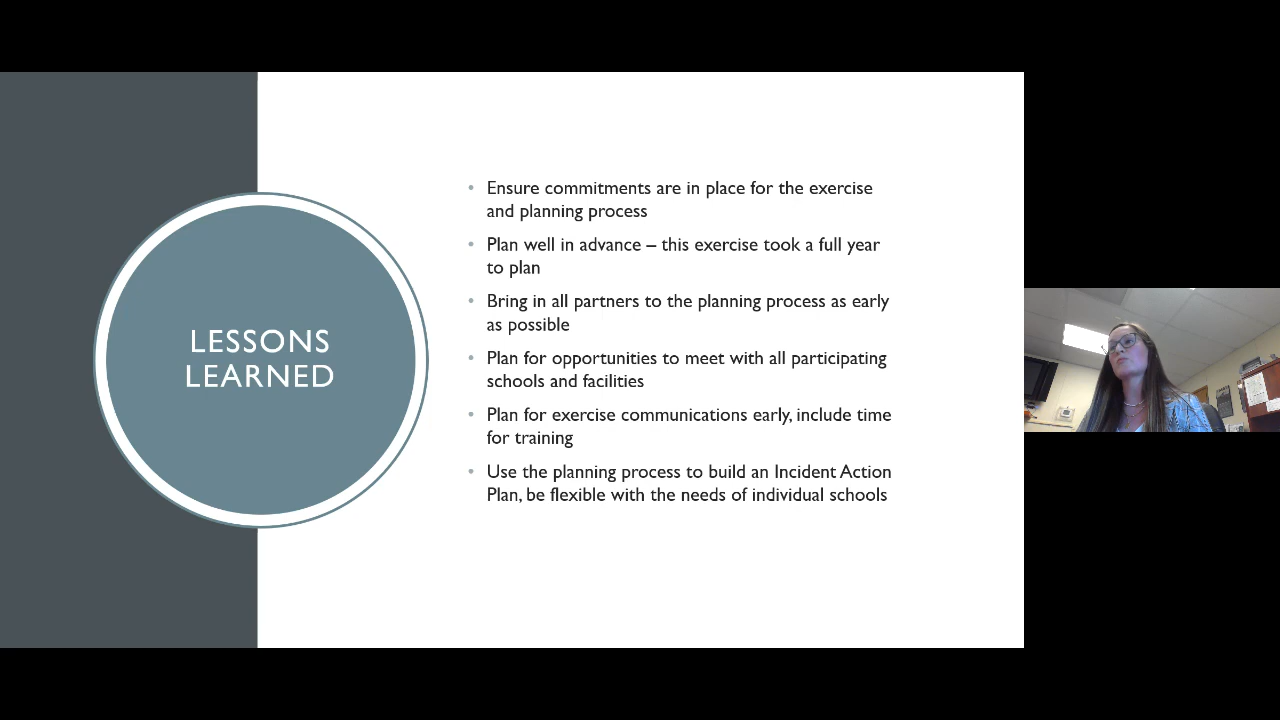 LESSONS
LEARNED
• Ensure commitments are in place for the exercise
and planning process
• Plan well in advance – this exercise took a full year
to plan
• Bring in all partners to the planning process as early
as possible
• Plan for opportunities to meet with all participating
schools and facilities
• Plan for exercise communications early, include time
for training
• Use the planning process to build an Incident Action
Plan, be flexible with the needs of individual schools